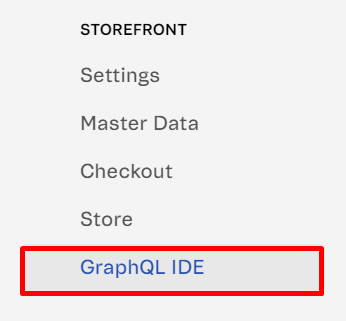 STOREFRONT
Settings
Master Data
Checkout
Store
GraphQL IDE